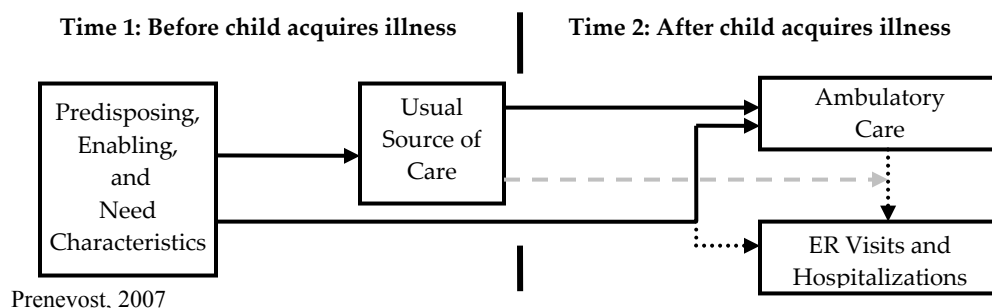 Time 1: Before child acquires illness
Time 2: After child acquires illness
Predisposing,
Enabling,
and
Need
Characteristics
Usual
Source of
Care
Ambulatory
Care
ER Visits and
Hospitalizations
Prenevost, 2007